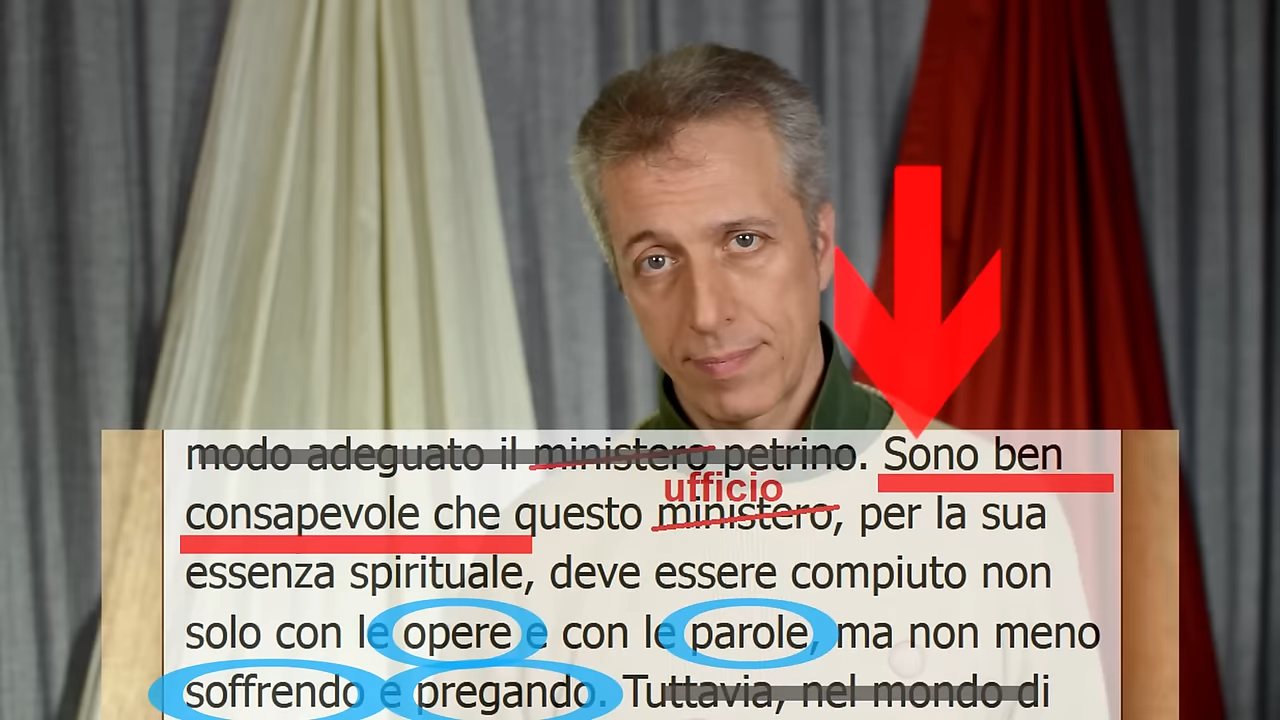 modo adeguato il ministero petrino. Sono ben
ufficio
consapevole che questo ministero, per la sua
essenza spirituale, deve essere compiuto non
solo con le opere e con le parole, ma non meno
soffrendo e pregando. Tuttavia, nel mondo di